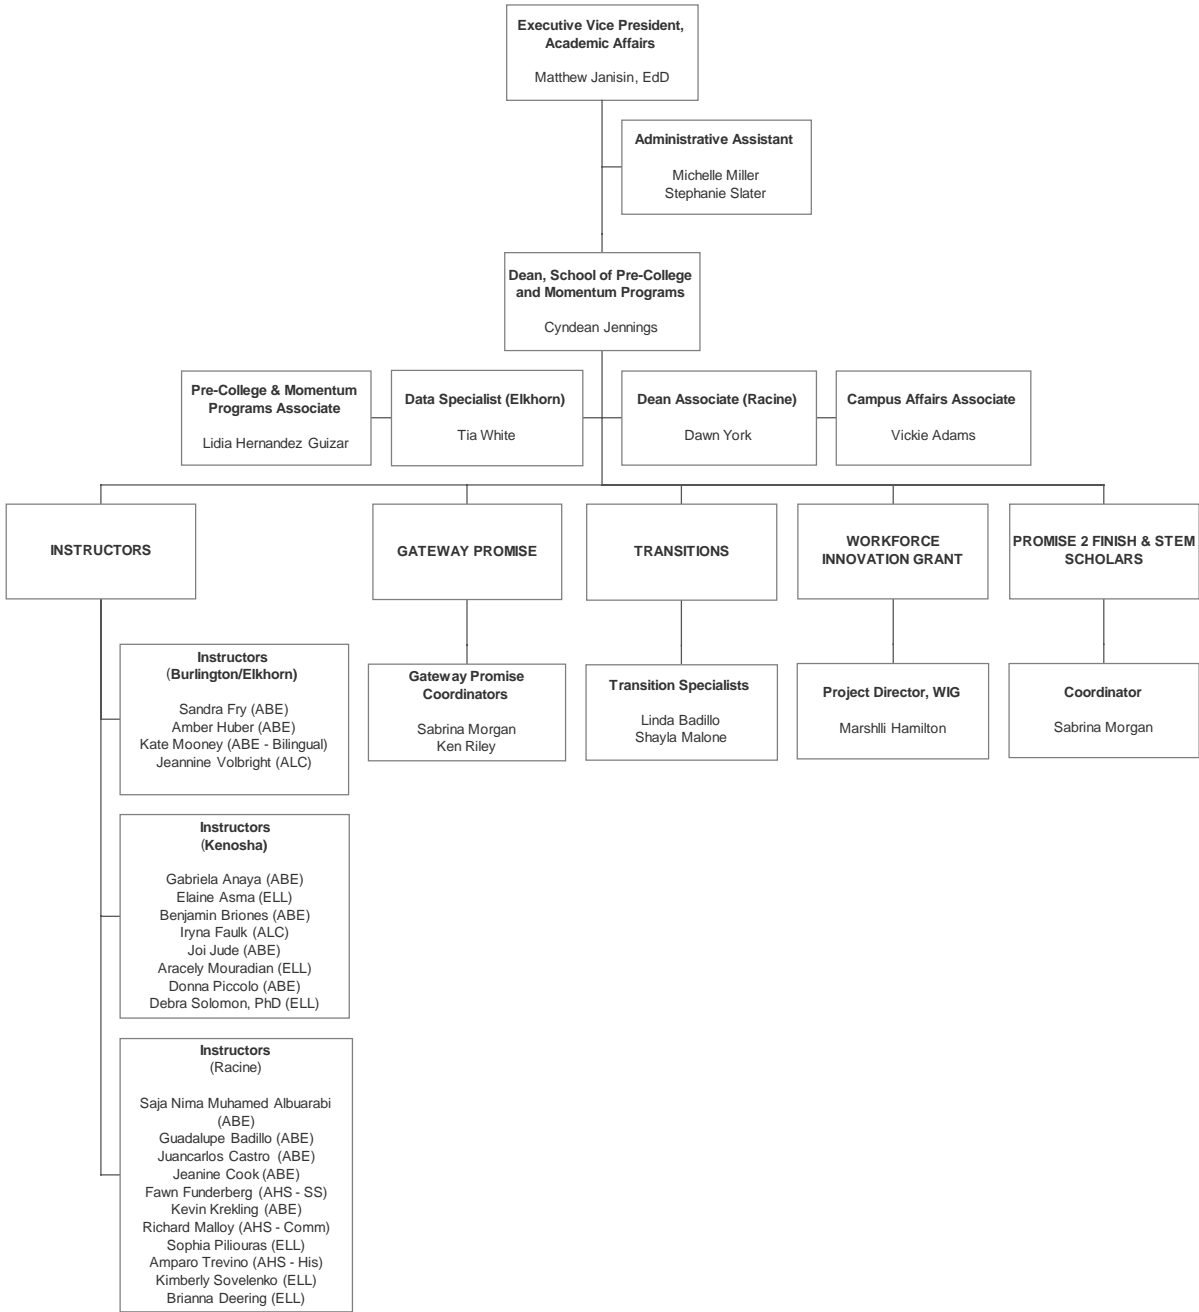 Executive Vice President,
Academic Affairs
Matthew Janisin, EdD
Administrative Assistant
Michelle Miller
Stephanie Slater
Dean, School of Pre-College
and Momentum Programs
Cyndean Jennings
Pre-College & Momentum
Programs Associate
Lidia Hernandez Guizar
Data Specialist (Elkhorn)
Tia White
Dean Associate (Racine)
Dawn York
Campus Affairs Associate
Vickie Adams
INSTRUCTORS
GATEWAY PROMISE
TRANSITIONS
WORKFORCE
INNOVATION GRANT
PROMISE 2 FINISH & STEM
SCHOLARS
Instructors
(Burlington/Elkhorn)
Sandra Fry (ABE)
Amber Huber (ABE)
Kate Mooney (ABE - Bilingual)
Jeannine Volbright (ALC)
Gateway Promise
Coordinators
Sabrina Morgan
Ken Riley
Transition Specialists
Linda Badillo
Shayla Malone
Project Director, WIG
Marshlli Hamilton
Coordinator
Sabrina Morgan
Instructors
(Kenosha)
Gabriela Anaya (ABE)
Elaine Asma (ELL)
Benjamin Briones (ABE)
Iryna Faulk (ALC)
Joi Jude (ABE)
Aracely Mouradian (ELL)
Donna Piccolo (ABE)
Debra Solomon, PhD (ELL)
Instructors
(Racine)
Saja Nima Muhamed Albuarabi
(ABE)
Guadalupe Badillo (ABE)
Juancarlos Castro (ABE)
Jeanine Cook (ABE)
Fawn Funderberg (AHS - SS)
Kevin Krekling (ABE)
Richard Malloy (AHS - Comm)
Sophia Piliouras (ELL)
Amparo Trevino (AHS - His)
Kimberly Sovelenko (ELL)
Brianna Deering (ELL)